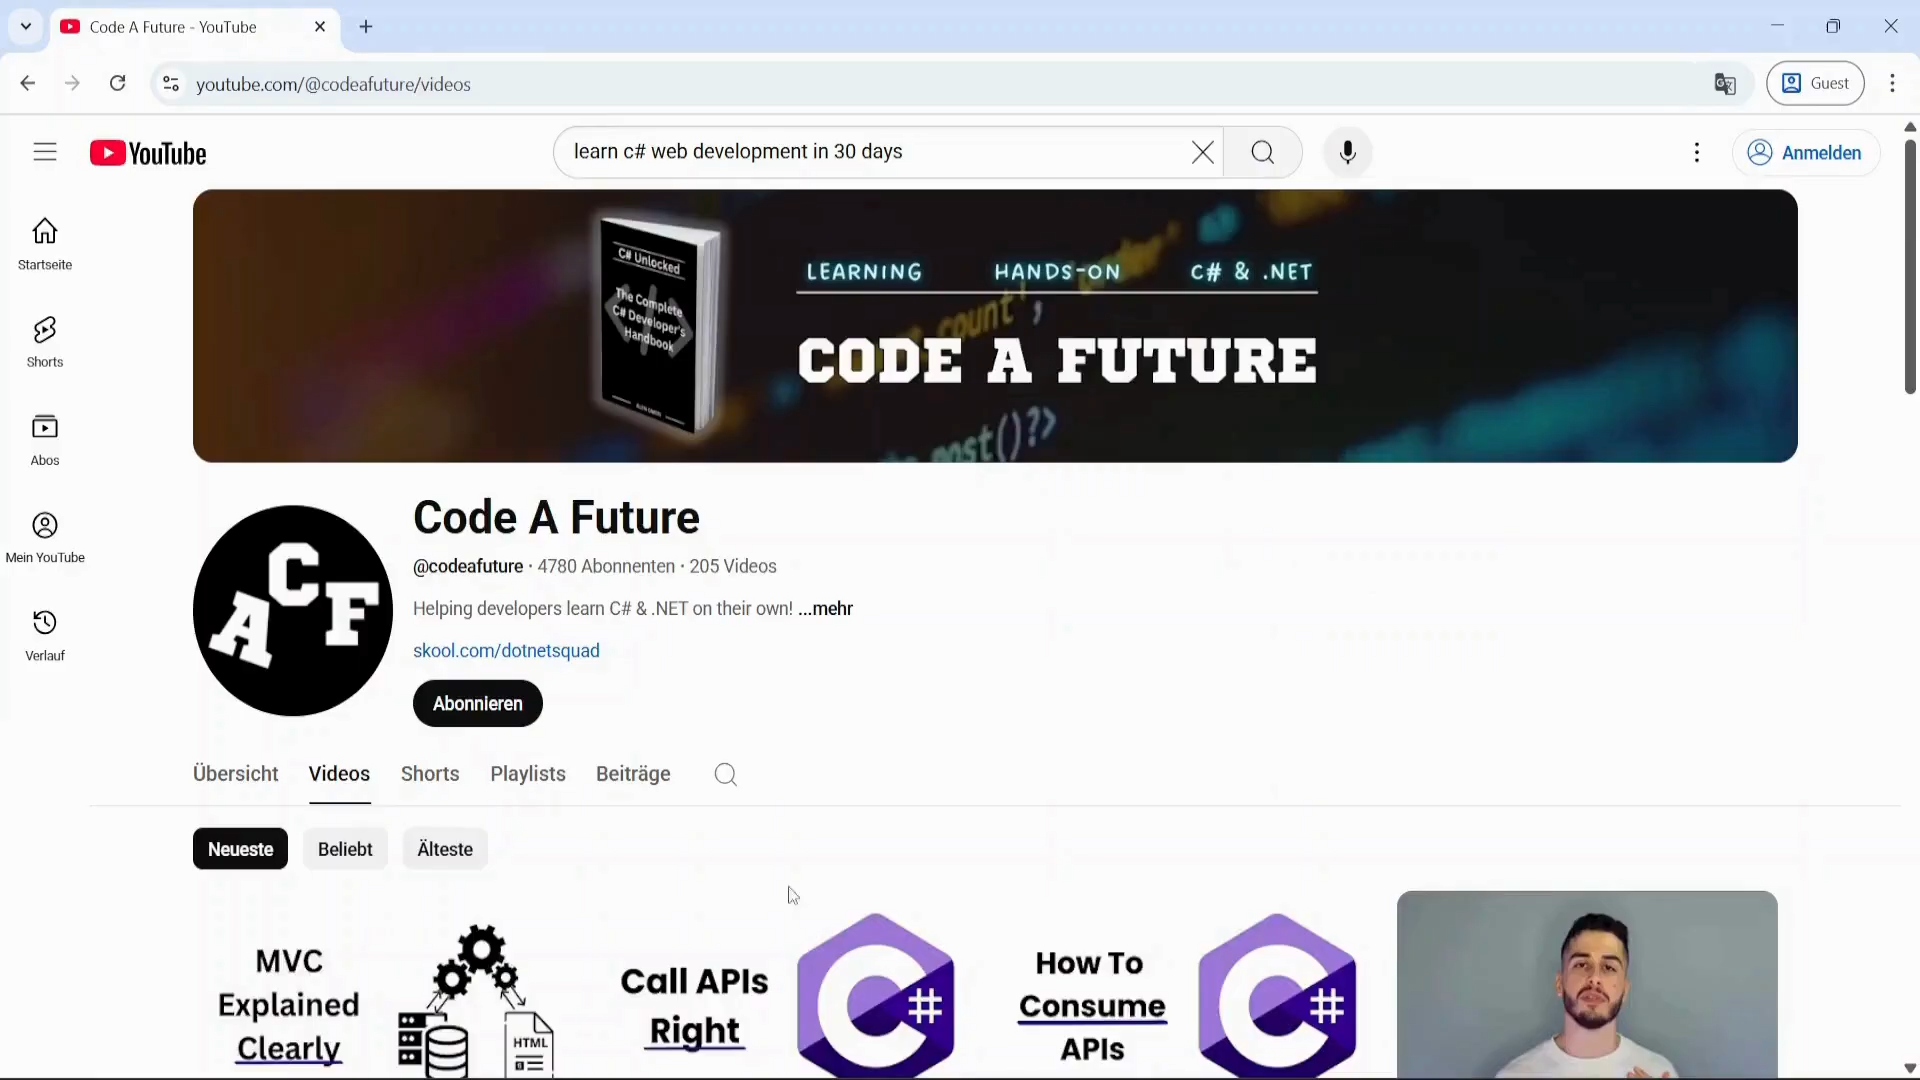 Code A Future - YouTube
youtube.com/@codeafuture/videos
Guest
YouTube
learn c# web development in 30 days
Anmelden
Startseite
Shorts
Abos
Mein YouTube
Verlauf
C# Unlocked
The Complete
C# Developer's
Handbook
LEARNING HANDS-ON C# & .NET
CODE A FUTURE
count',
post()?>
A C F
Code A Future
@codeafuture · 4780 Abonnenten · 205 Videos
Helping developers learn C# & .NET on their own! ...mehr
skool.com/dotnetsquad
Abonnieren
Übersicht Videos Shorts Playlists Beiträge
Neueste Beliebt Älteste
MVC
Explained
Clearly
HTML
Call APIs
Right
C#
How To
Consume
APIs
C#